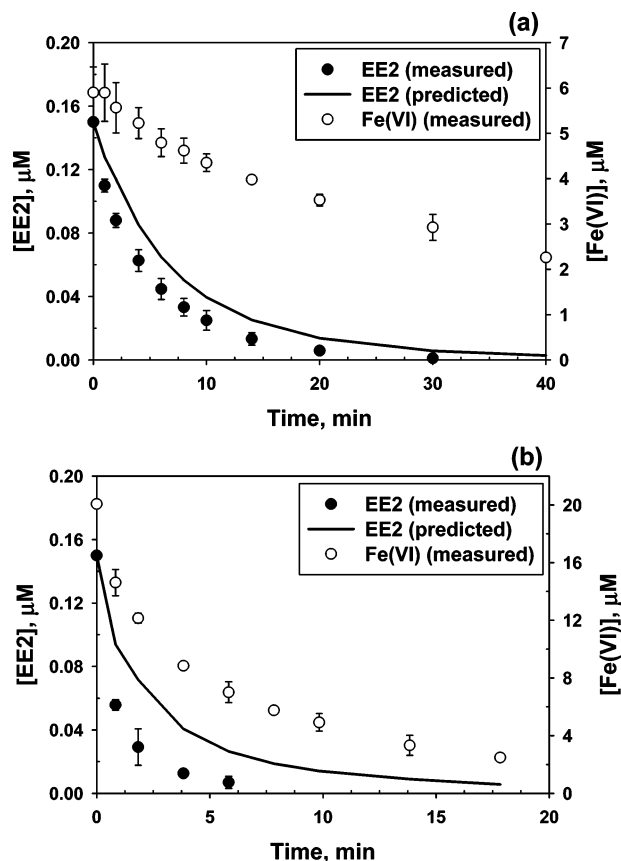 (a)
0.20
0.16
0.12
0.08
0.04
0.00
[EE2], µM
7
6
5
4
3
2
1
0
[Fe(VI)], µM
EE2 (measured)
EE2 (predicted)
Fe(VI) (measured)
0 10 20 30 40
Time, min
(b)
0.20
0.16
0.12
0.08
0.04
0.00
[EE2], µM
20
16
12
8
4
0
[Fe(VI)], µM
EE2 (measured)
EE2 (predicted)
Fe(VI) (measured)
0 5 10 15 20
Time, min